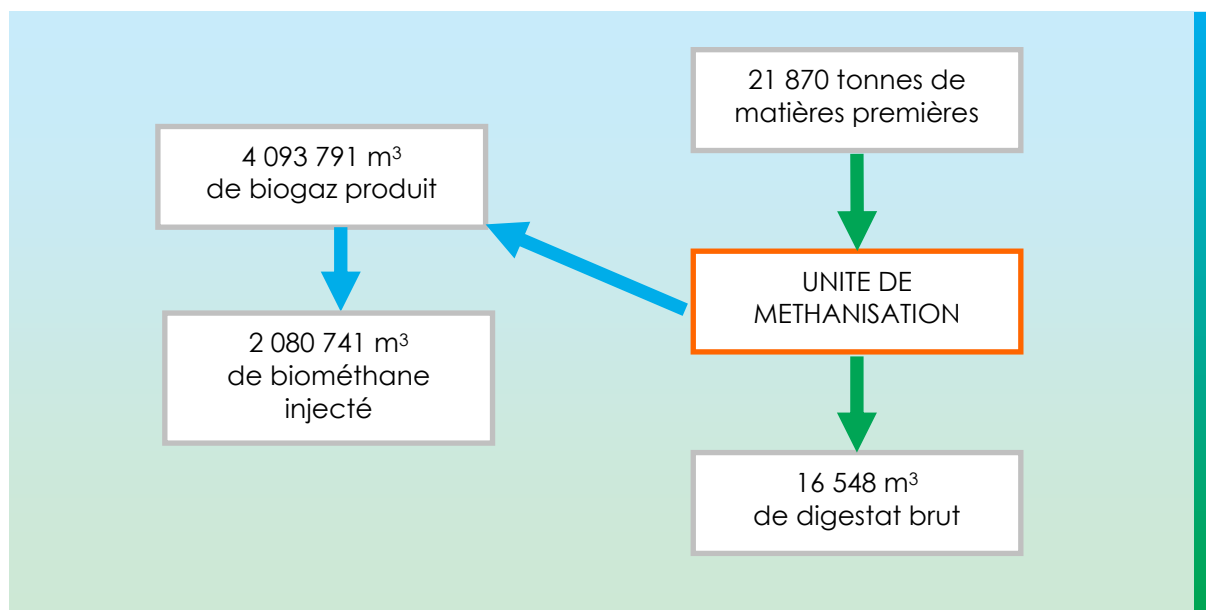 21 870 tonnes de
matières premières
4 093 791 m³
de biogaz produit
UNITE DE
METHANISATION
2 080 741 m³
de biométhane
injecté
16 548 m³
de digestat brut